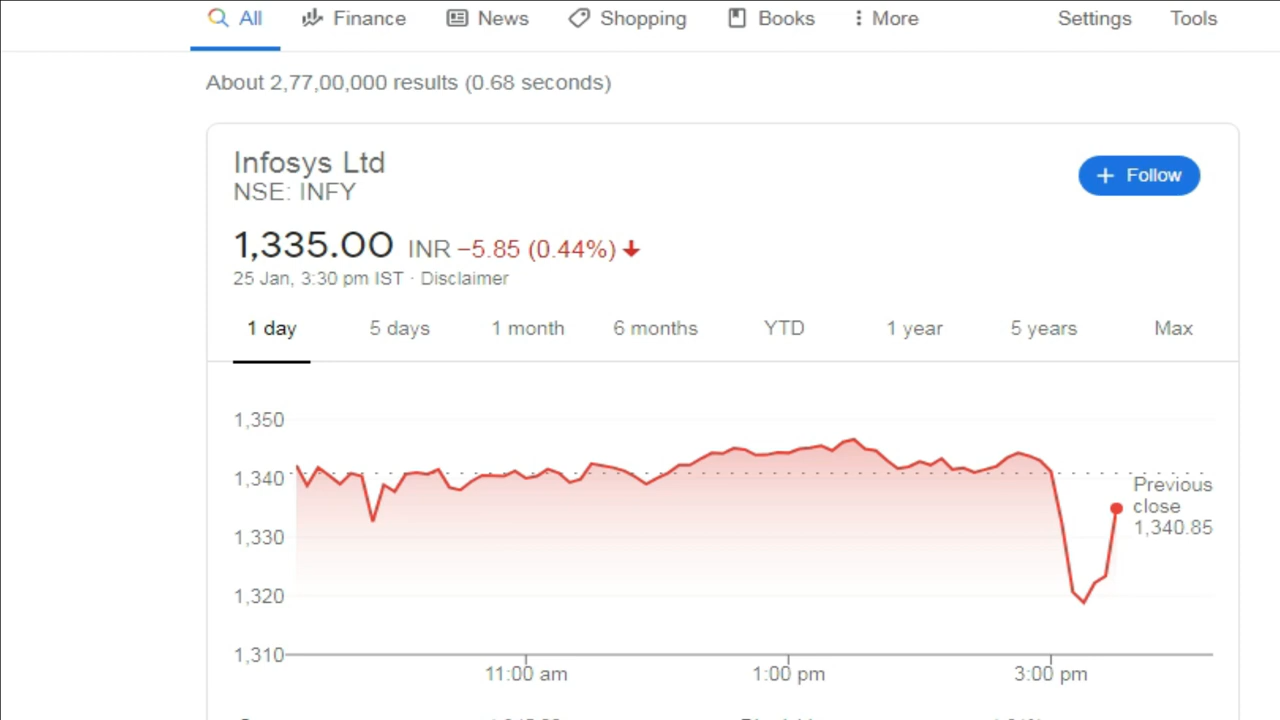 All Finance News Shopping Books More Settings Tools
About 2,77,00,000 results (0.68 seconds)
Infosys Ltd
NSE: INFY
+ Follow
1,335.00 INR −5.85 (0.44%)
25 Jan, 3:30 pm IST · Disclaimer
1 day 5 days 1 month 6 months YTD 1 year 5 years Max
1,350
1,340
1,330
1,320
1,310
Previous
close
1,340.85
11:00 am 1:00 pm 3:00 pm